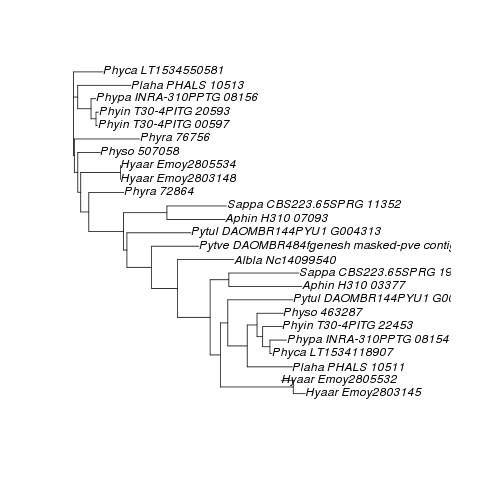 Phyca LT1534550581
Plaha PHALS 10513
Phypa INRA-310PPTG 08156
Phyin T30-4PITG 20593
Phyin T30-4PITG 00597
Phyra 76756
Physo 507058
Hyaar Emoy2805534
Hyaar Emoy2803148
Phyra 72864
Sappa CBS223.65SPRG 11352
Aphin H310 07093
Pytul DAOMBR144PYU1 G004313
Pytve DAOMBR484fgenesh masked-pve contig
Albla Nc14099540
Sappa CBS223.65SPRG 19
Aphin H310 03377
Pytul DAOMBR144PYU1 G00
Physo 463287
Phyin T30-4PITG 22453
Phypa INRA-310PPTG 08154
Phyca LT1534118907
Plaha PHALS 10511
Hyaar Emoy2805532
Hyaar Emoy2803145